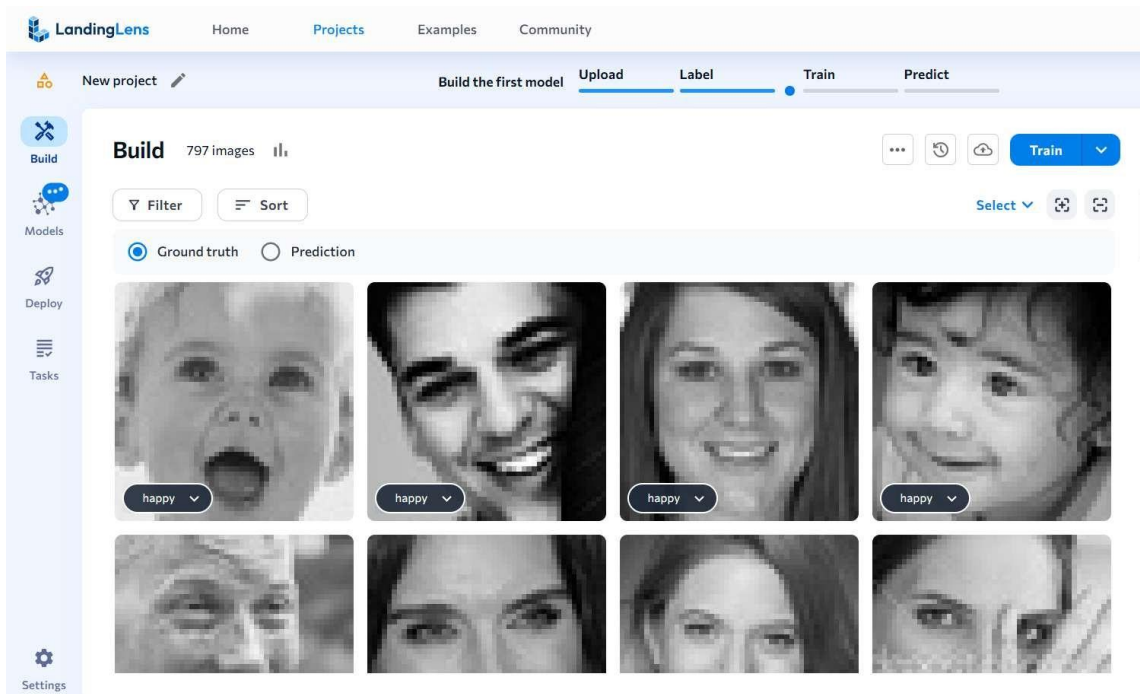 LandingLens Home Projects Examples Community
New project Build the first model Upload Label Train Predict
Build 797 images Train
Filter Sort Select
Ground truth Prediction
Build
Models
Deploy
Tasks
Settings
happy happy happy happy